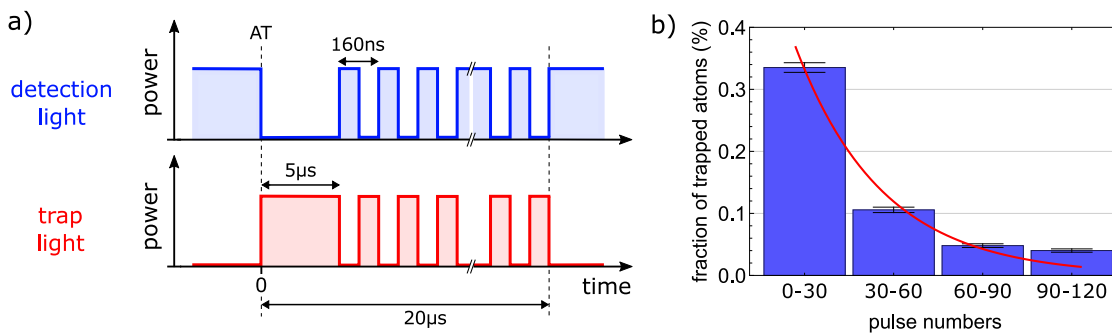 a)
AT
160ns
detection
light
power
5µs
trap
light
power
0
time
20µs
b)
fraction of trapped atoms (%)
0.4
0.3
0.2
0.1
0.0
0-30
30-60
60-90
90-120
pulse numbers